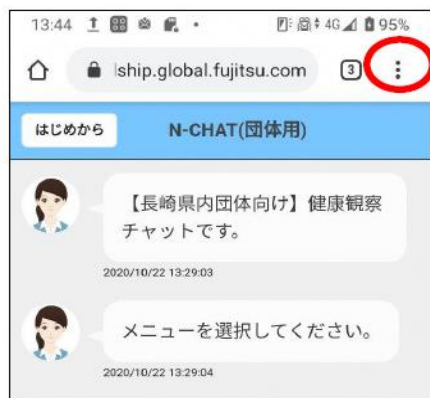 13:44 4G 95%
lship.global.fujitsu.com 3
はじめから N-CHAT(団体用)
【長崎県内団体向け】健康観察
チャットです。
2020/10/22 13:29:03
メニューを選択してください。
2020/10/22 13:29:04